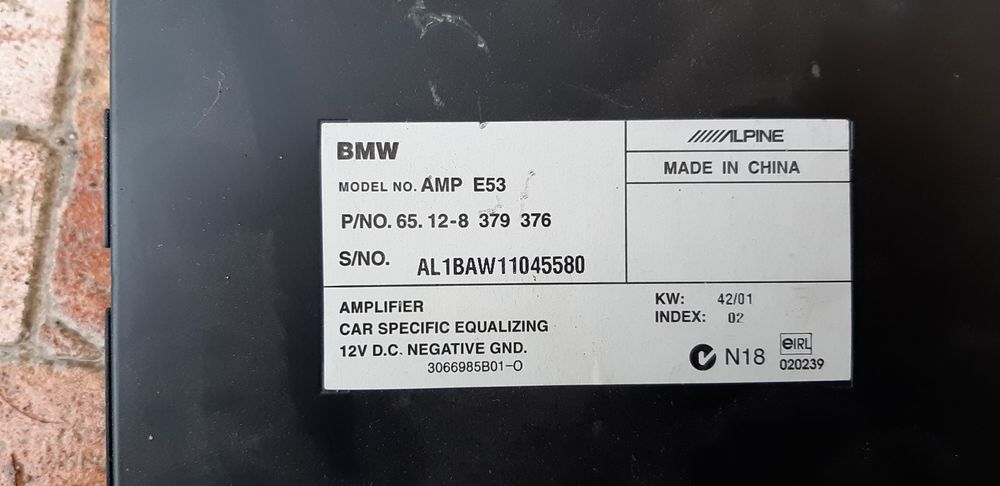 BMW
MODEL NO. AMP E53
P/NO. 65. 12-8 379 376
S/NO. AL1BAW11045580
ALPINE
MADE IN CHINA
AMPLIFiER
CAR SPECIFIC EQUALIZING
12V D.C. NEGATIVE GND.
3066985B01-O
KW: 42/01
INDEX: 02
N18
eIRL
020239